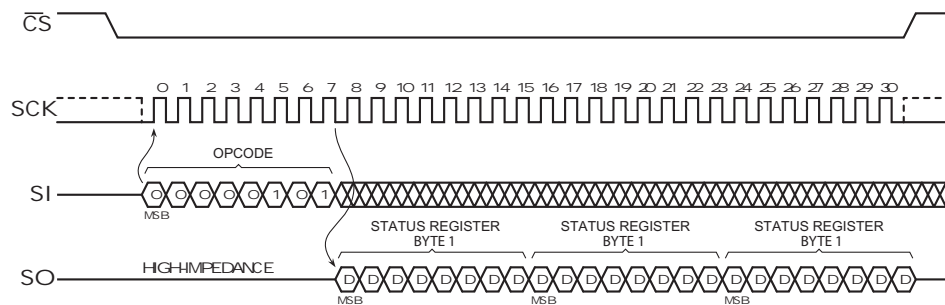 CS
0 1 2 3 4 5 6 7 8 9 10 11 12 13 14 15 16 17 18 19 20 21 22 23 24 25 26 27 28 29 30
SCK
OPCODE
SI 0 0 0 0 0 1 0 1
MSB
STATUS REGISTER BYTE 1
STATUS REGISTER BYTE 1
STATUS REGISTER BYTE 1
HIGH-IMPEDANCE
SO D D D D D D D D D D D D D D D D D D D D D D D D
MSB MSB MSB